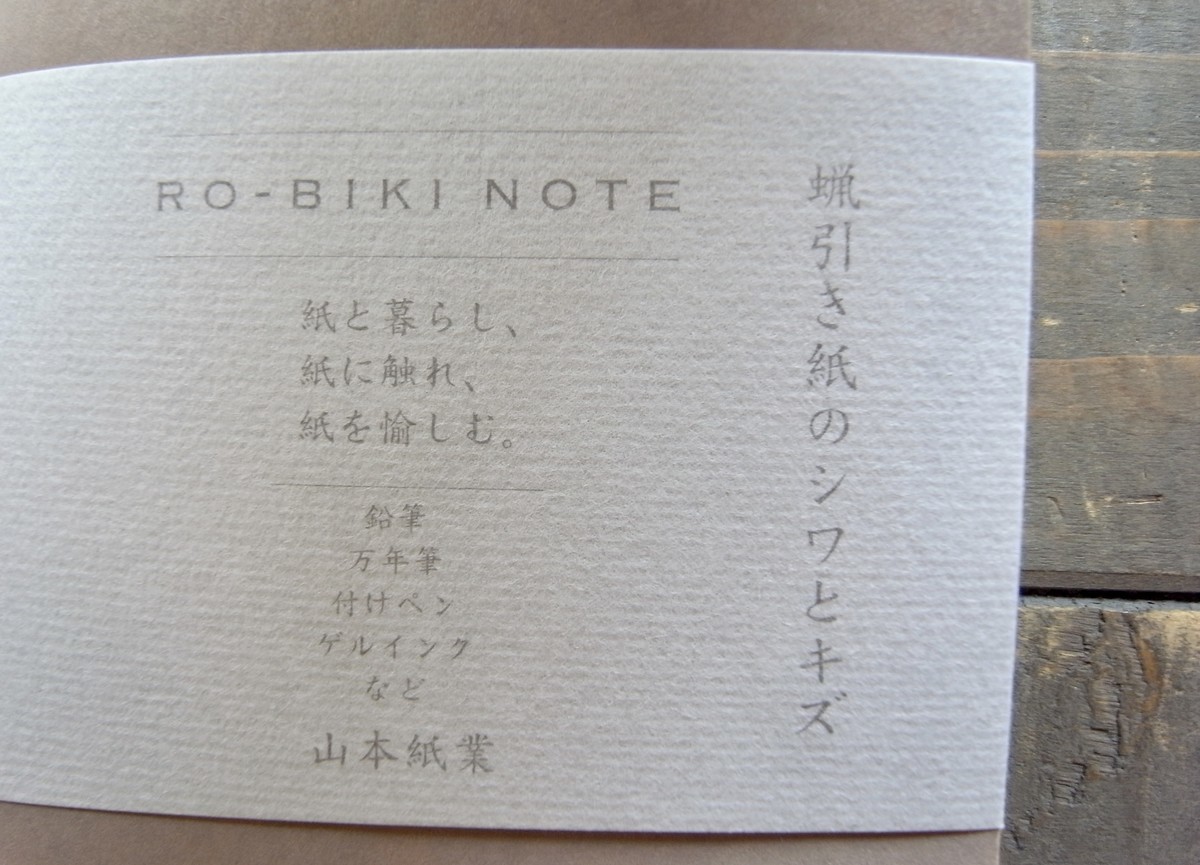 RO-BIKI NOTE
蝋引き紙のシワとキズ
紙と暮らし、
紙に触れ、
紙を愉しむ。
鉛筆
万年筆
付けペン
ゲルインク
など
山本紙業